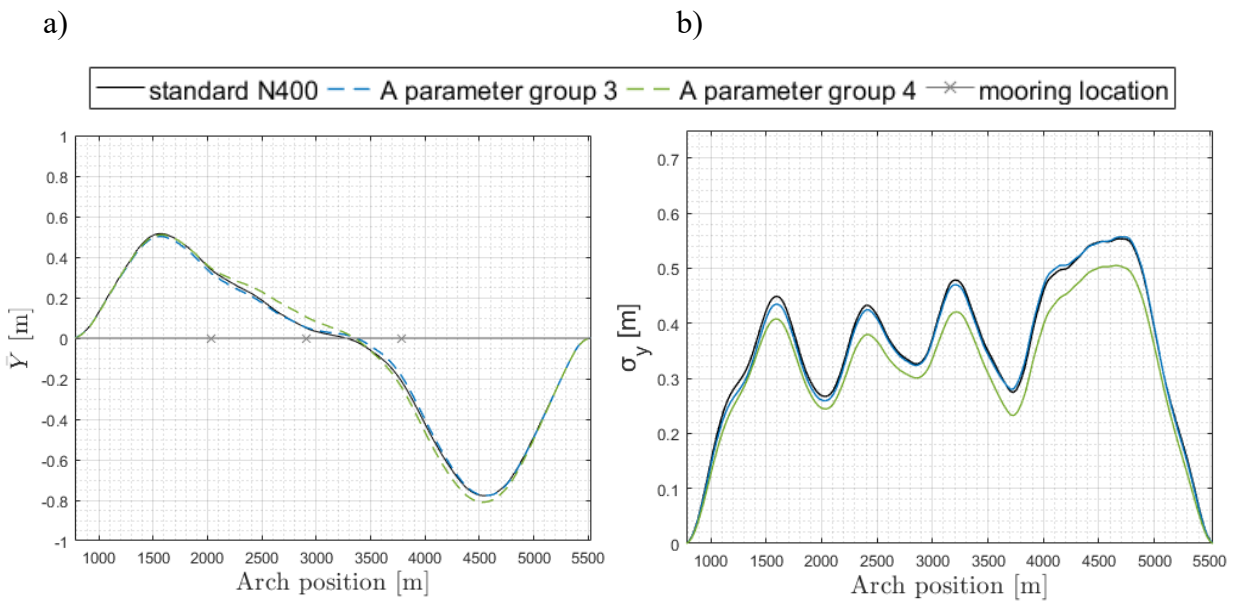 a)
b)
standard N400 A parameter group 3 A parameter group 4 mooring location
1
0.8
0.6
0.4
0.2
0
-0.2
-0.4
-0.6
-0.8
-1
Ȳ [m]
1000 1500 2000 2500 3000 3500 4000 4500 5000 5500
Arch position [m]
0.7
0.6
0.5
0.4
0.3
0.2
0.1
0
σ_y [m]
1000 1500 2000 2500 3000 3500 4000 4500 5000 5500
Arch position [m]